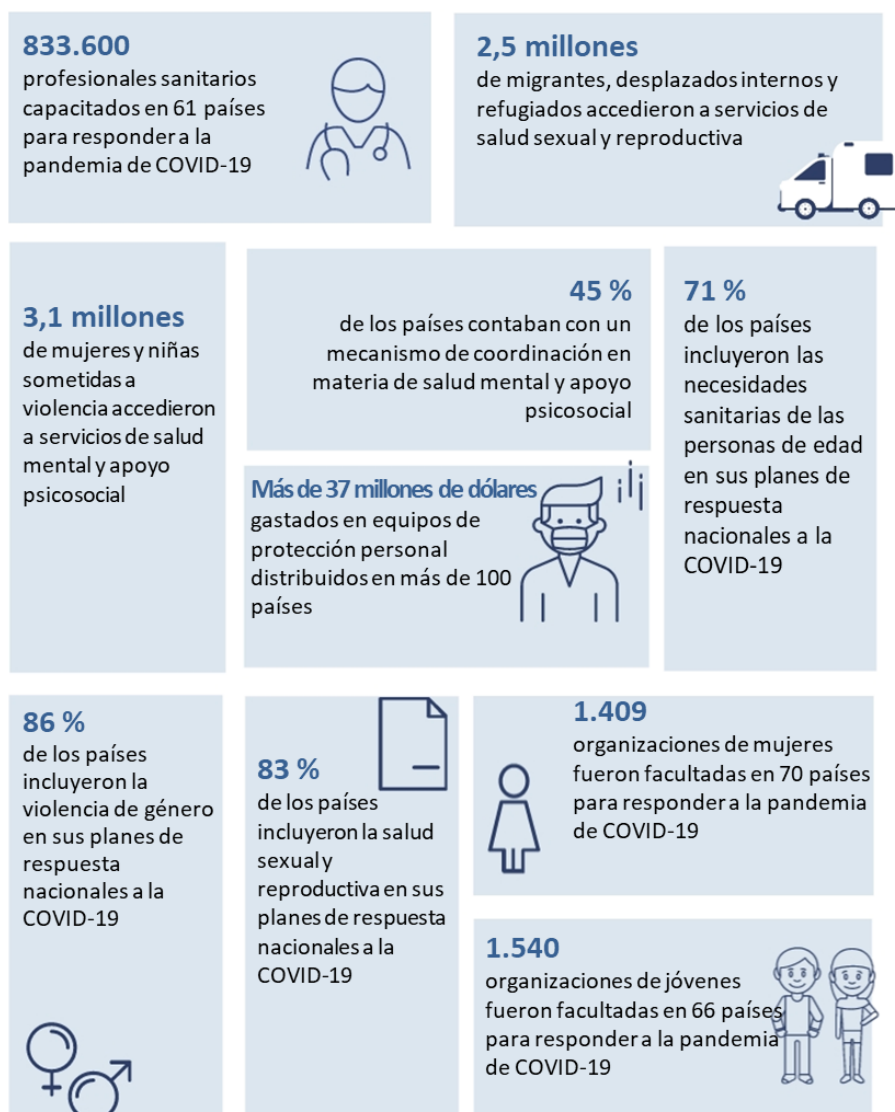 833.600
profesionales sanitarios
capacitados en 61 países
para responder a la
pandemia de COVID-19
2,5 millones
de migrantes, desplazados internos y
refugiados accedieron a servicios de
salud sexual y reproductiva
3,1 millones
de mujeres y niñas
sometidas a
violencia accedieron
a servicios de salud
mental y apoyo
psicosocial
45 %
de los países contaban con un
mecanismo de coordinación en
materia de salud mental y apoyo
psicosocial
71 %
de los países
incluyeron las
necesidades
sanitarias de las
personas de edad
en sus planes de
respuesta
nacionales a la
COVID-19
Más de 37 millones de dólares
gastados en equipos de
protección personal
distribuidos en más de 100
países
86 %
de los países
incluyeron la
violencia de género
en sus planes de
respuesta
nacionales a la
COVID-19
83 %
de los países
incluyeron la salud
sexual y
reproductiva en sus
planes de respuesta
nacionales a la
COVID-19
1.409
organizaciones de mujeres
fueron facultadas en 70 países
para responder a la pandemia
de COVID-19
1.540
organizaciones de jóvenes
fueron facultadas en 66 países
para responder a la pandemia
de COVID-19